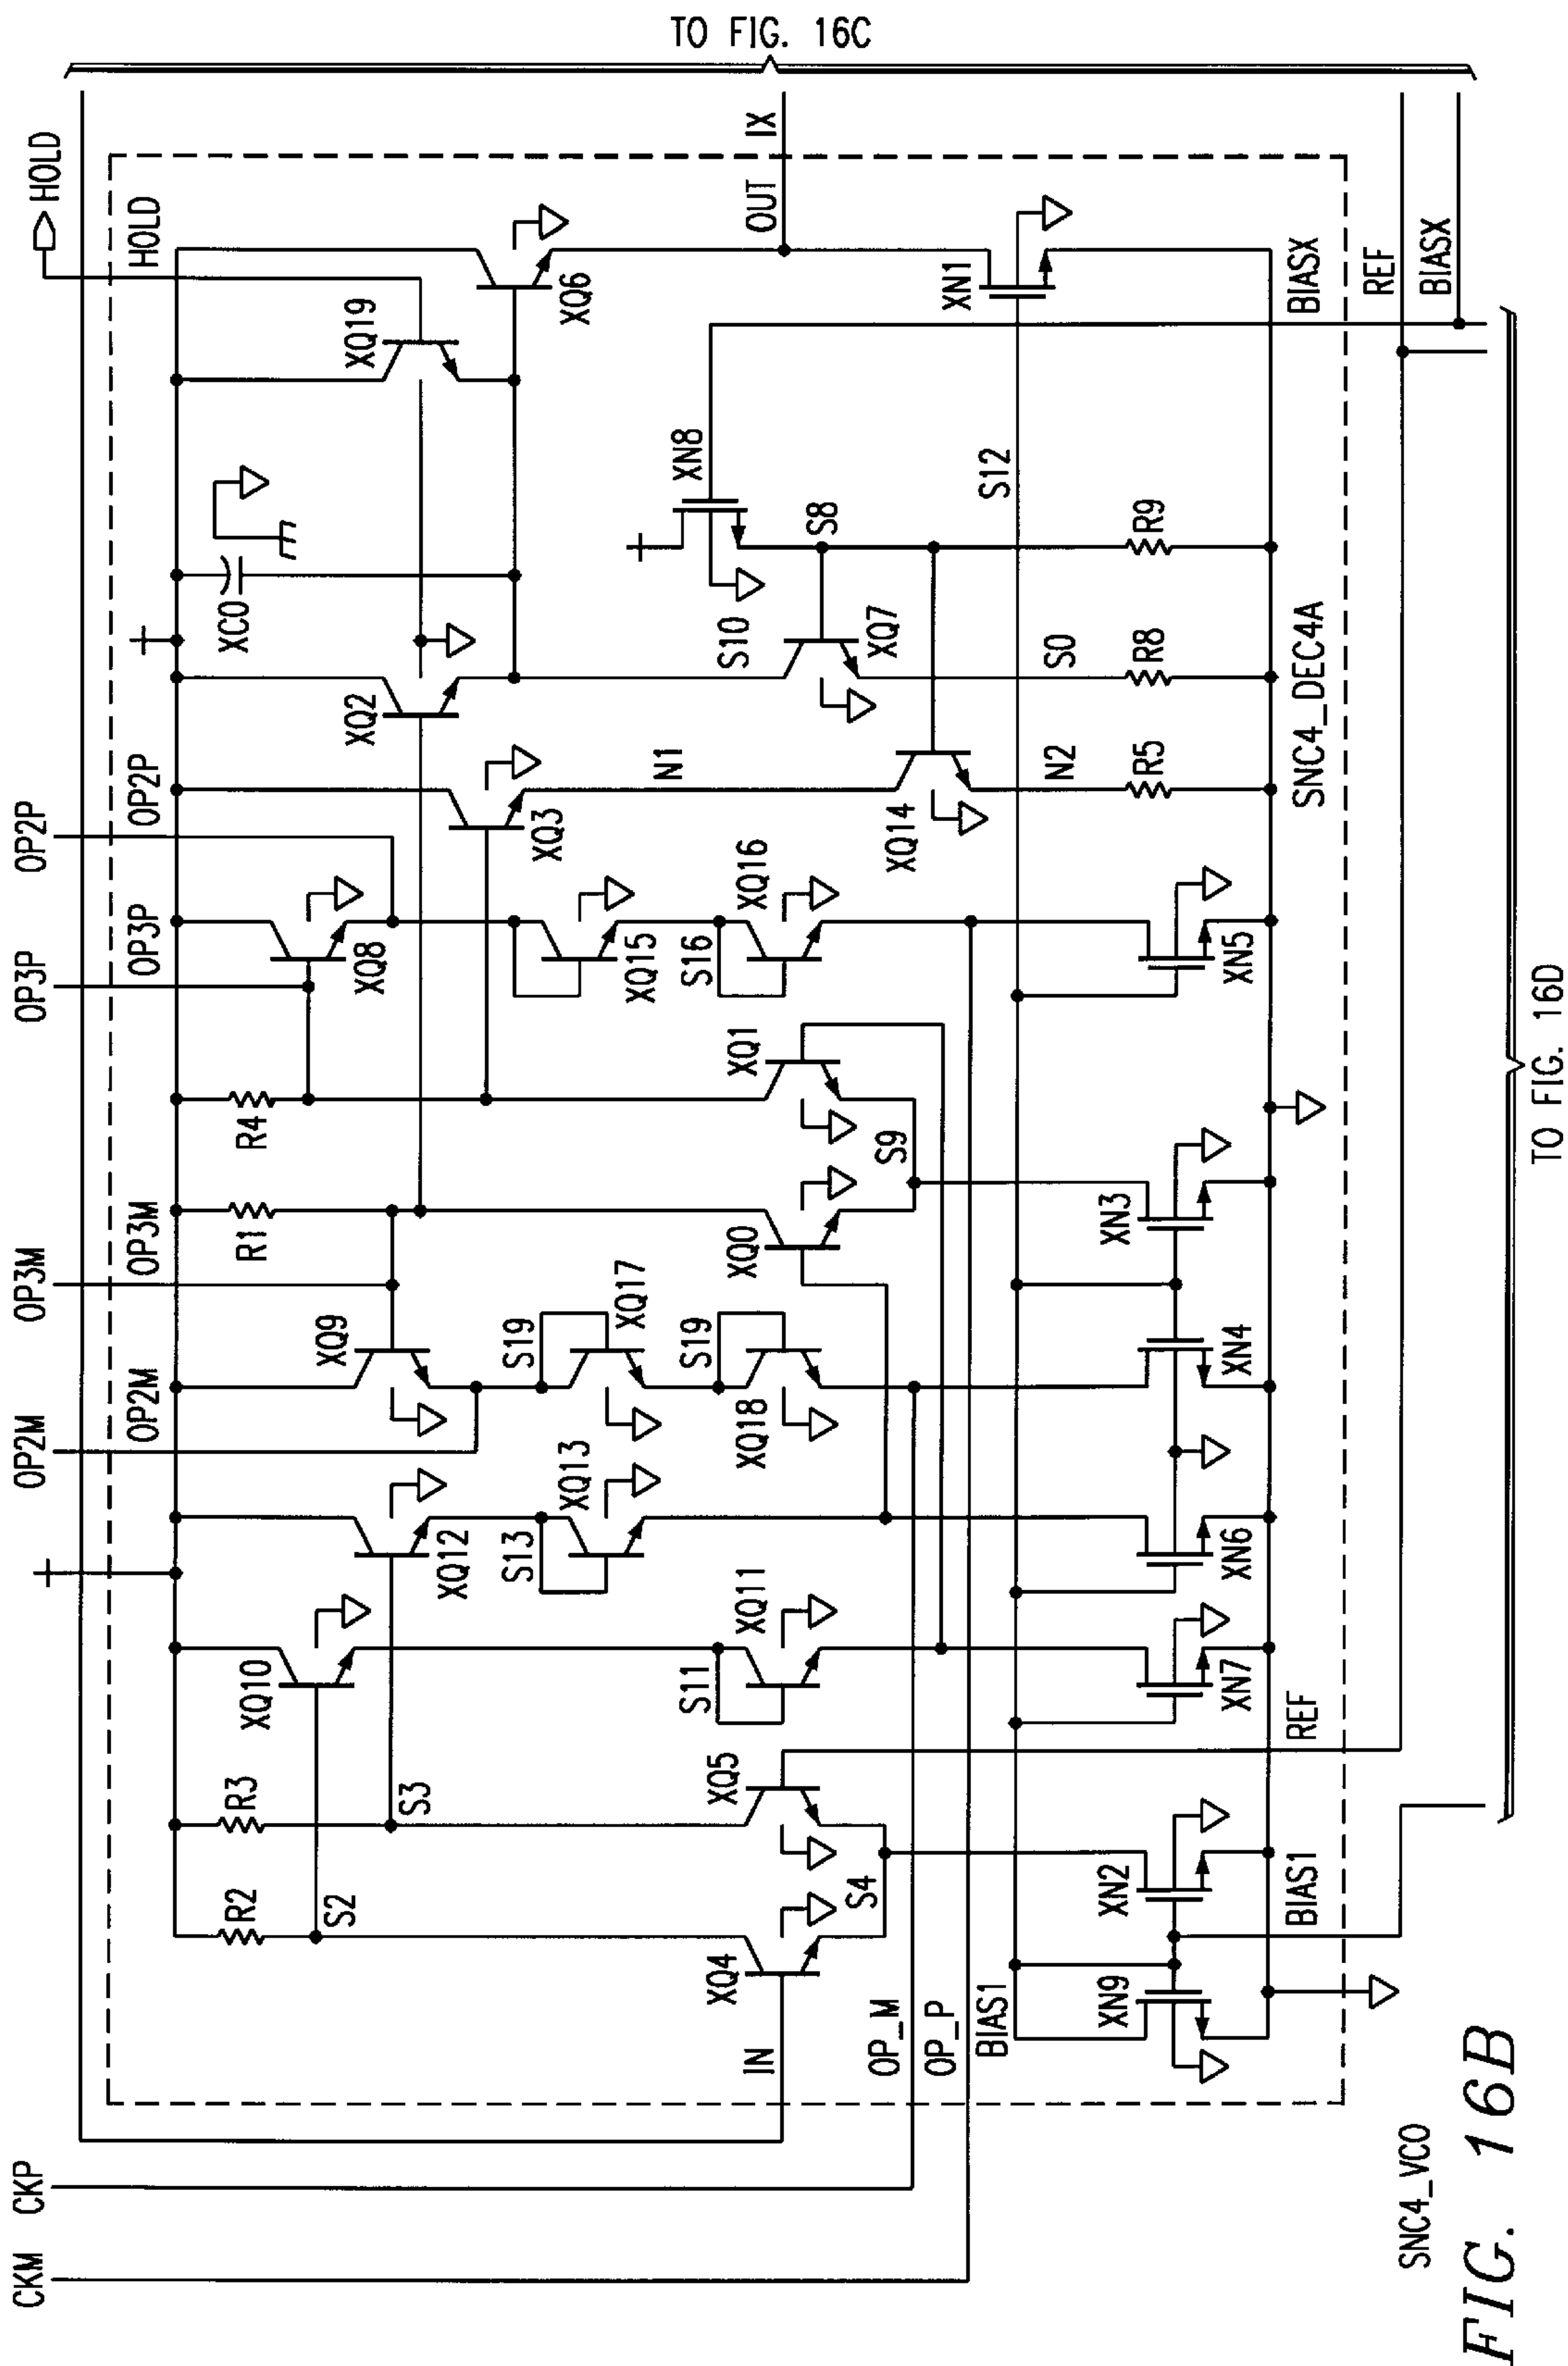 TO FIG. 16C
HOLD
HOLD
IX
OUT
XQ19
XQ6
XN1
BIASX
REF
BIASX
XN8
S12
S8
R9
XC0
S10
XQ7
S0
R8
SNC4_DEC4A
XQ2
OP2P
OP2P
XQ3
N1
XQ14
N2
R5
OP3P
OP3P
XQ8
XQ15
S16
XQ16
XN5
TO FIG. 16D
R4
XQ1
S9
OP3M
OP3M
R1
XQ0
XN3
OP2M
OP2M
XQ9
S19
XQ17
S19
XQ18
XN4
XQ12
XQ13
S13
XN6
XQ10
XQ11
S11
XN7
REF
R3
S3
XQ5
R2
S2
XQ4
S4
XN2
BIAS1
IN
OP_M
OP_P
BIAS1
XN9
CKP
CKM
SNC4_VCO
FIG. 16B